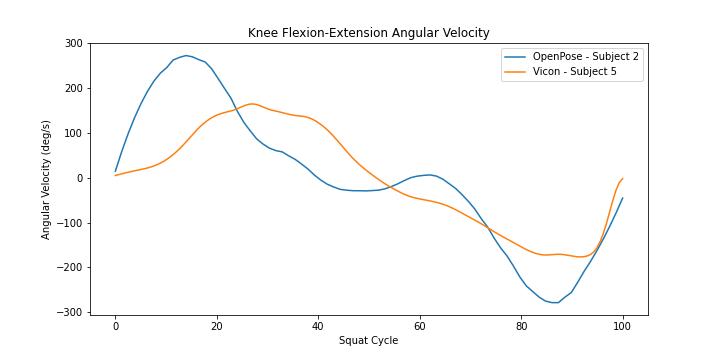 Knee Flexion-Extension Angular Velocity
OpenPose - Subject 2
Vicon - Subject 5
Angular Velocity (deg/s)
300
200
100
0
−100
−200
−300
0 20 40 60 80 100
Squat Cycle